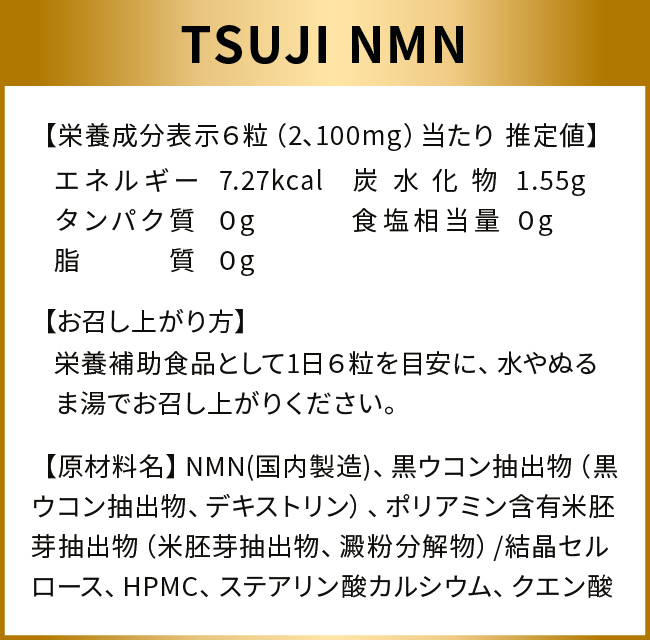 TSUJI NMN
【栄養成分表示６粒（2、100mg）当たり 推定値】
エネルギー 7.27kcal 炭水化物 1.55g
タンパク質 0g 食塩相当量 0g
脂質 0g
【お召し上がり方】
栄養補助食品として1日６粒を目安に、水やぬる
ま湯でお召し上がりください。
【原材料名】NMN(国内製造)、黒ウコン抽出物（黒
ウコン抽出物、デキストリン）、ポリアミン含有米胚
芽抽出物（米胚芽抽出物、澱粉分解物）/結晶セル
ロース、HPMC、ステアリン酸カルシウム、クエン酸